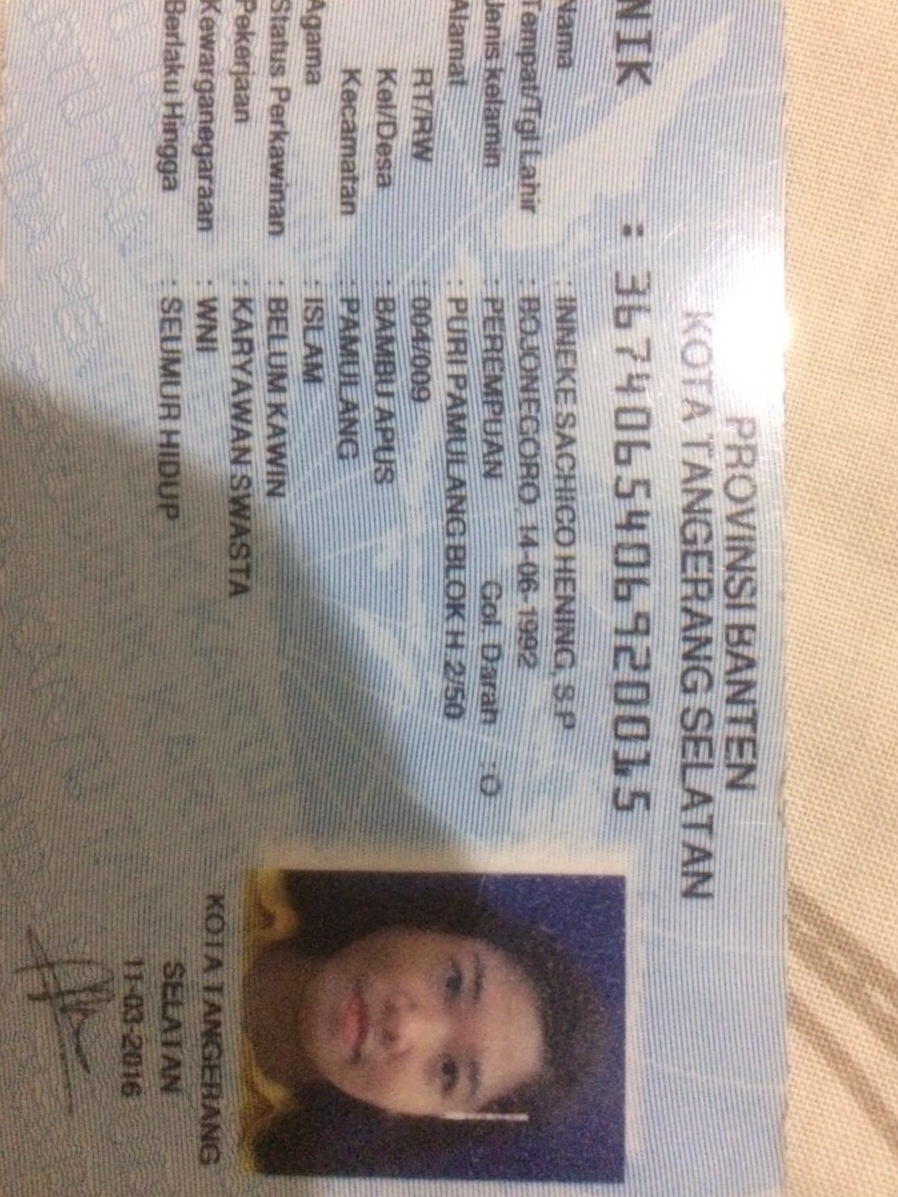 PROVINSI BANTEN
KOTA TANGERANG SELATAN
NIK : 3674065406920015
Nama : INNEKE SACHICO HENING, S.P
Tempat/Tgl Lahir : BOJONEGORO, 14-06-1992
Jenis kelamin : PEREMPUAN Gol. Darah : O
Alamat : PURI PAMULANG BLOK H 2/50
RT/RW : 004/009
Kel/Desa : BAMBU APUS
Kecamatan : PAMULANG
Agama : ISLAM
Status Perkawinan : BELUM KAWIN
Pekerjaan : KARYAWAN SWASTA
Kewarganegaraan : WNI
Berlaku Hingga : SEUMUR HIDUP
KOTA TANGERANG
SELATAN
11-03-2016